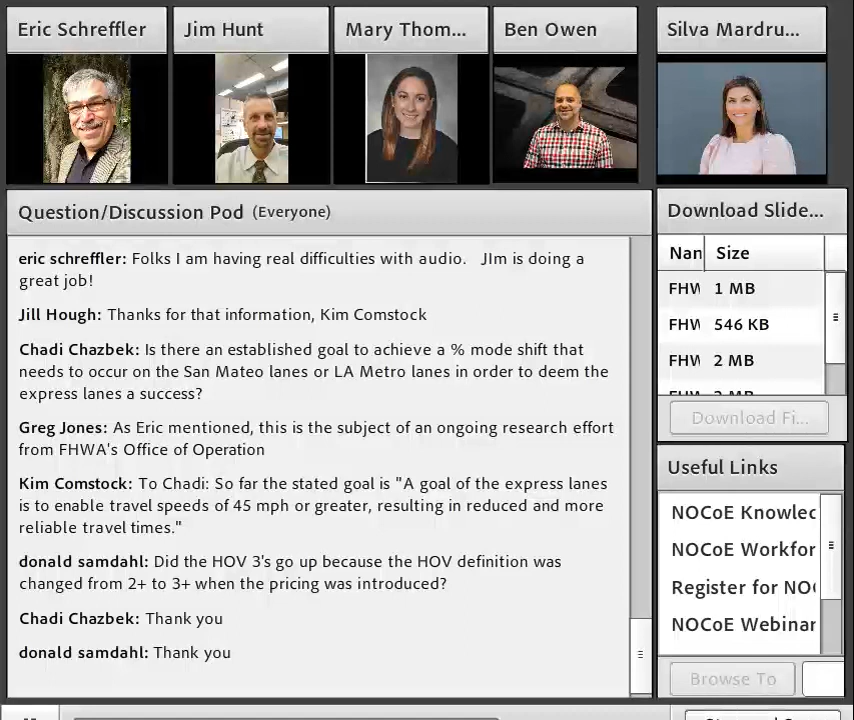 Eric Schreffler
Jim Hunt
Mary Thom...
Ben Owen
Silva Mardru...
Question/Discussion Pod (Everyone)
eric schreffler: Folks I am having real difficulties with audio. JIm is doing a
great job!
Jill Hough: Thanks for that information, Kim Comstock
Chadi Chazbek: Is there an established goal to achieve a % mode shift that
needs to occur on the San Mateo lanes or LA Metro lanes in order to deem the
express lanes a success?
Greg Jones: As Eric mentioned, this is the subject of an ongoing research effort
from FHWA's Office of Operation
Kim Comstock: To Chadi: So far the stated goal is "A goal of the express lanes
is to enable travel speeds of 45 mph or greater, resulting in reduced and more
reliable travel times."
donald samdahl: Did the HOV 3's go up because the HOV definition was
changed from 2+ to 3+ when the pricing was introduced?
Chadi Chazbek: Thank you
donald samdahl: Thank you
Download Slide...
Nan Size
FHW 1 MB
FHW 546 KB
FHW 2 MB
Download Fi...
Useful Links
NOCoE Knowlec
NOCoE Workfor
Register for NO
NOCoE Webinar
Browse To